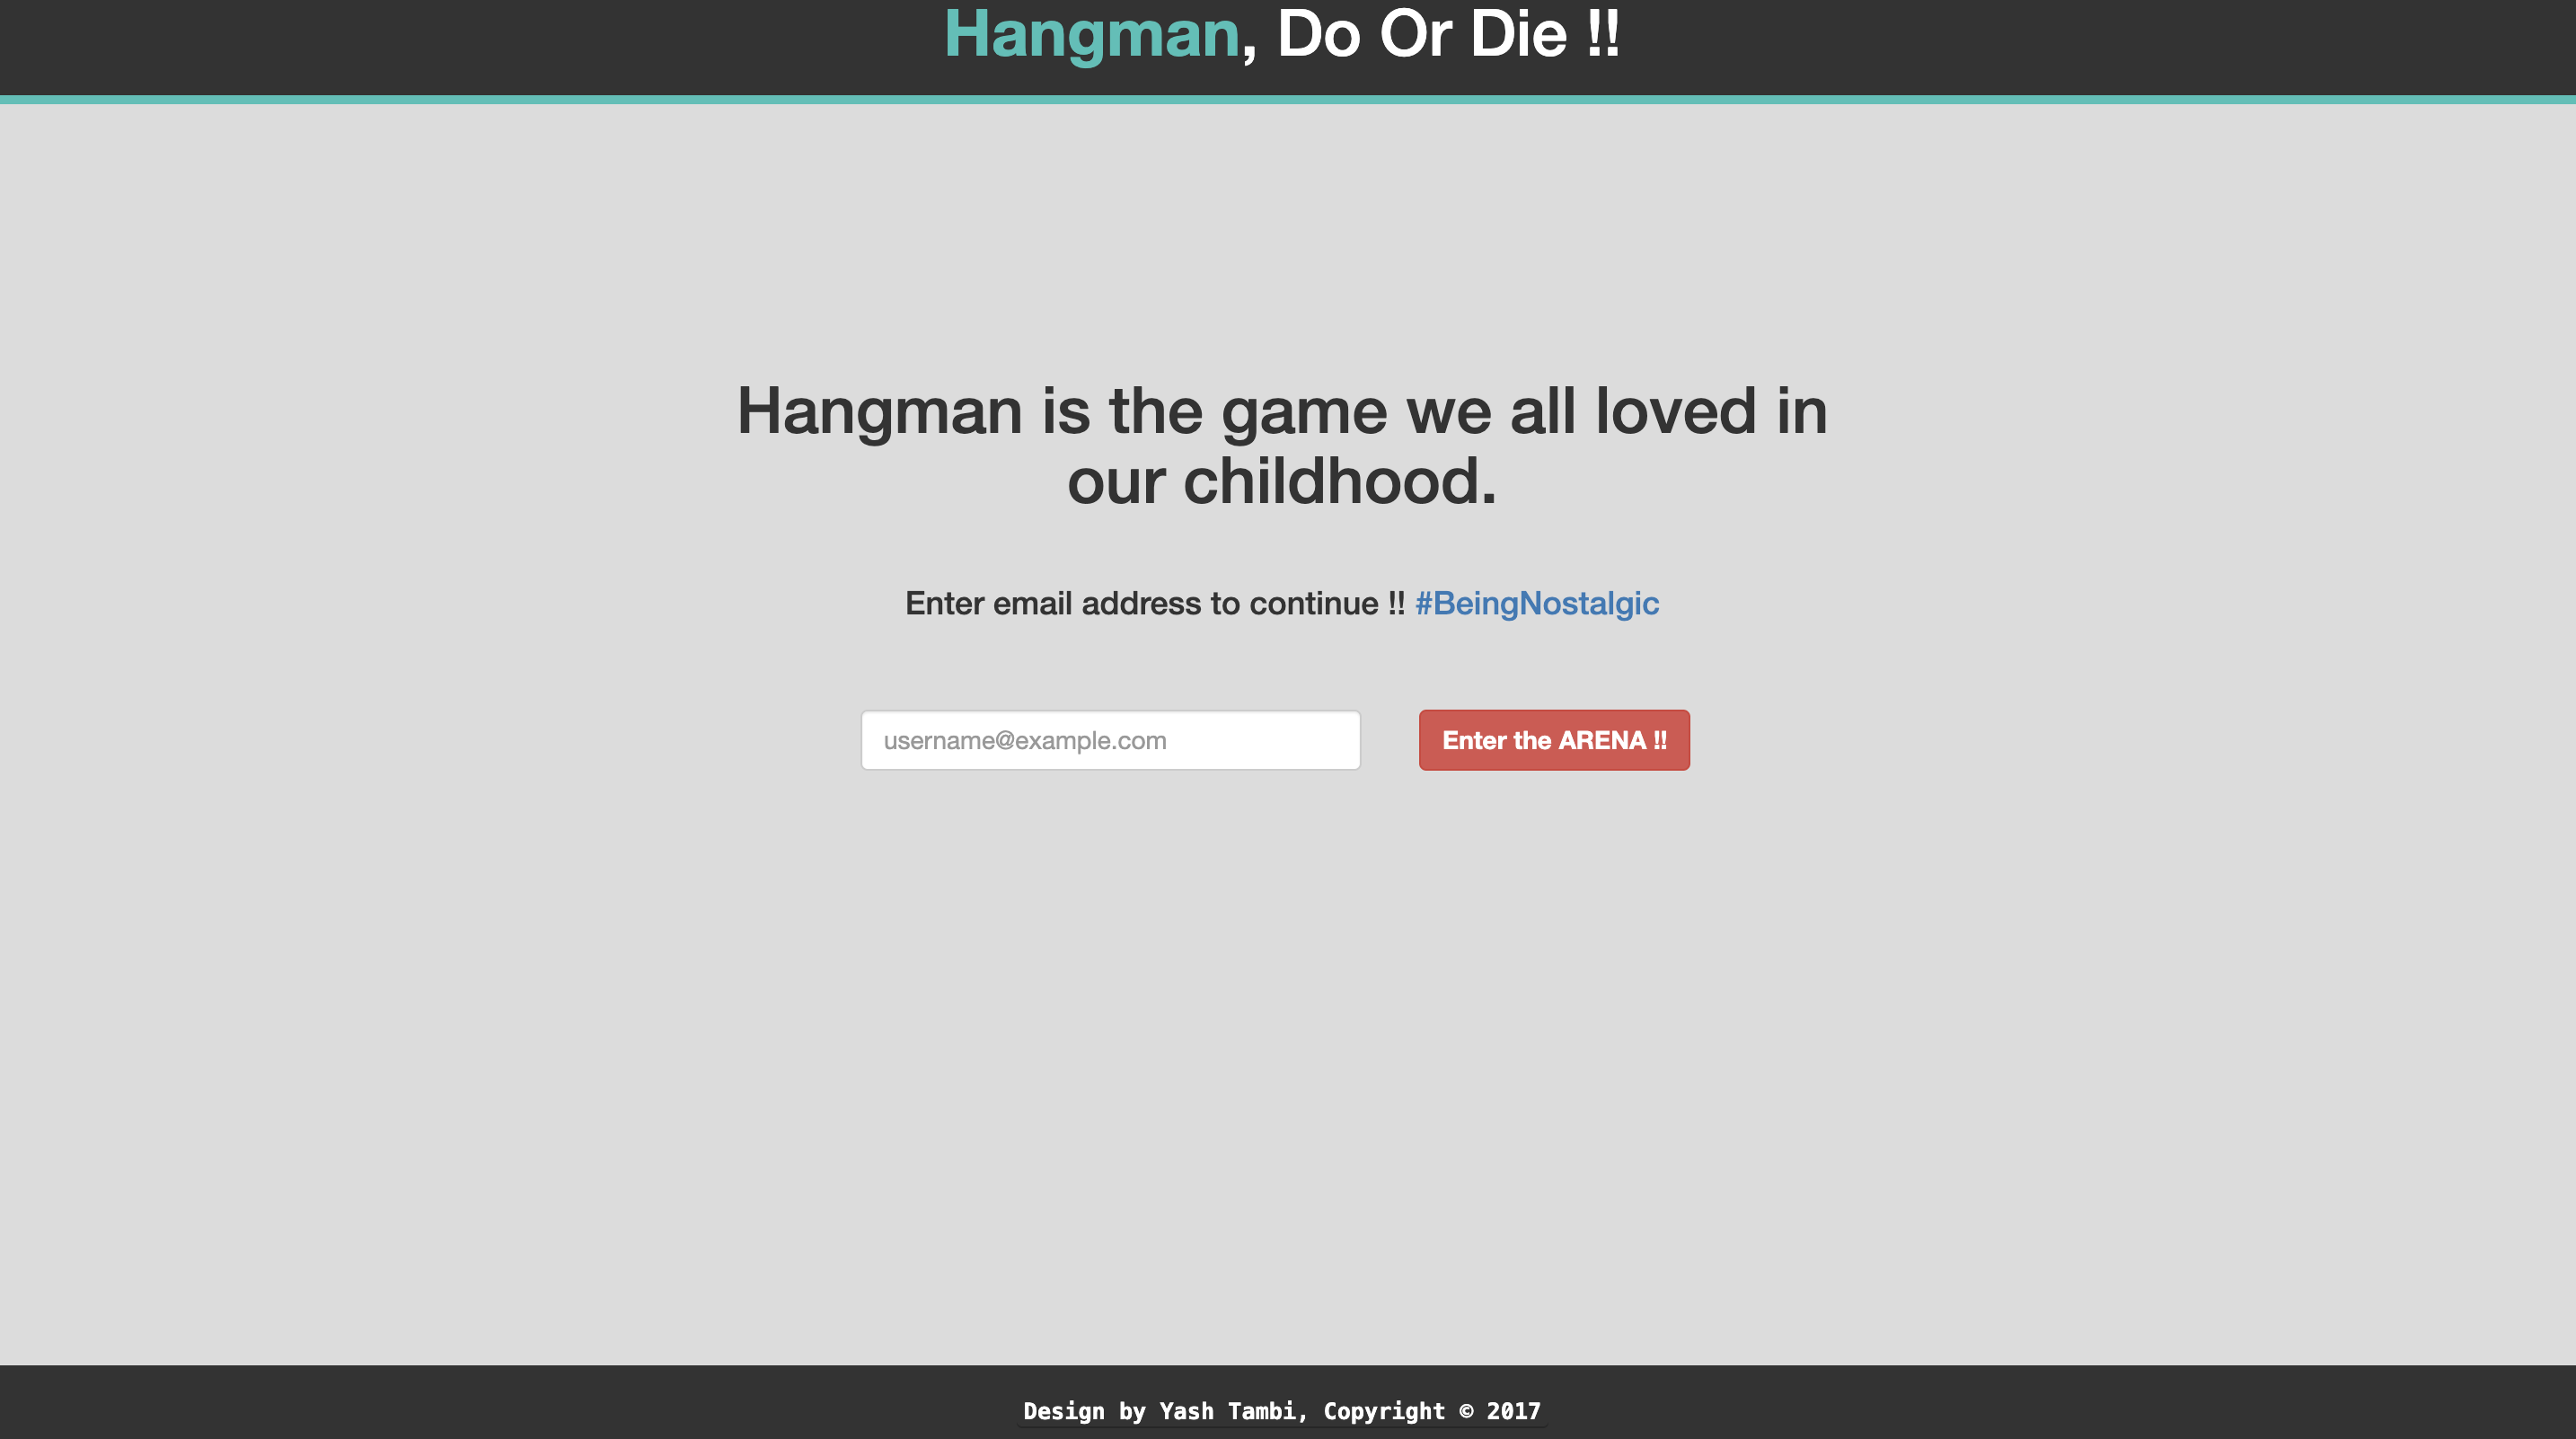 Hangman, Do Or Die !!
Hangman is the game we all loved in
our childhood.
Enter email address to continue !! #BeingNostalgic
username@example.com
Enter the ARENA !!
Design by Yash Tambi, Copyright © 2017